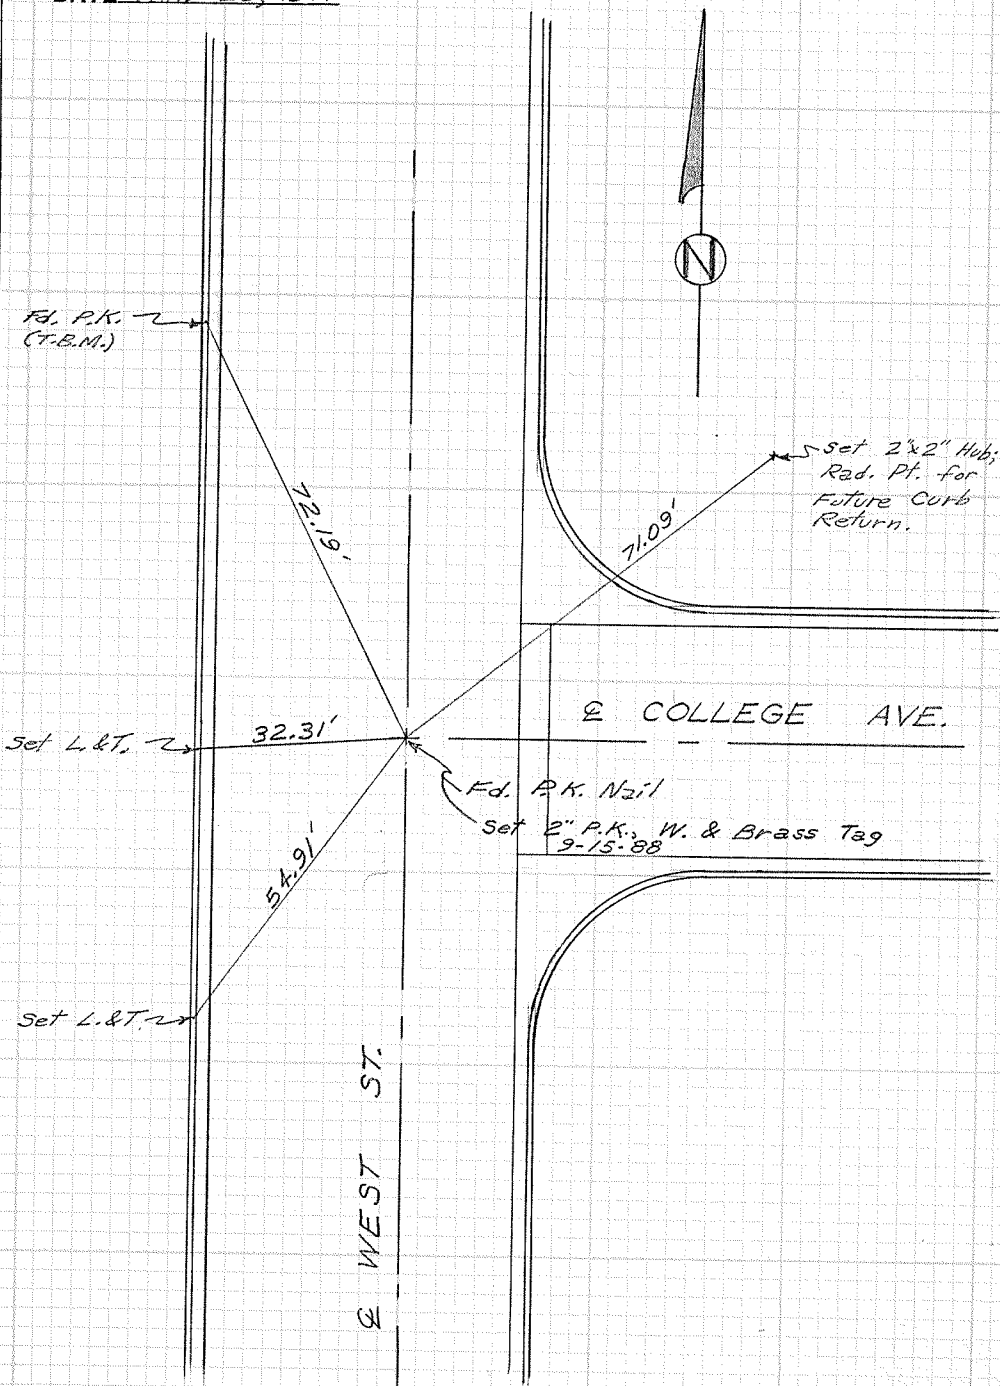 DATE
N
Fd. P.K.
(T.B.M.)
Set 2"x2" Hub;
Rad. Pt. for
Future Curb
Return.
72.19'
71.09'
℄ COLLEGE AVE.
Set L.&T.
32.31'
Fd. P.K. Nail
Set 2" P.K., W. & Brass Tag
9-15-88
54.91'
Set L.&T.
℄ WEST ST.